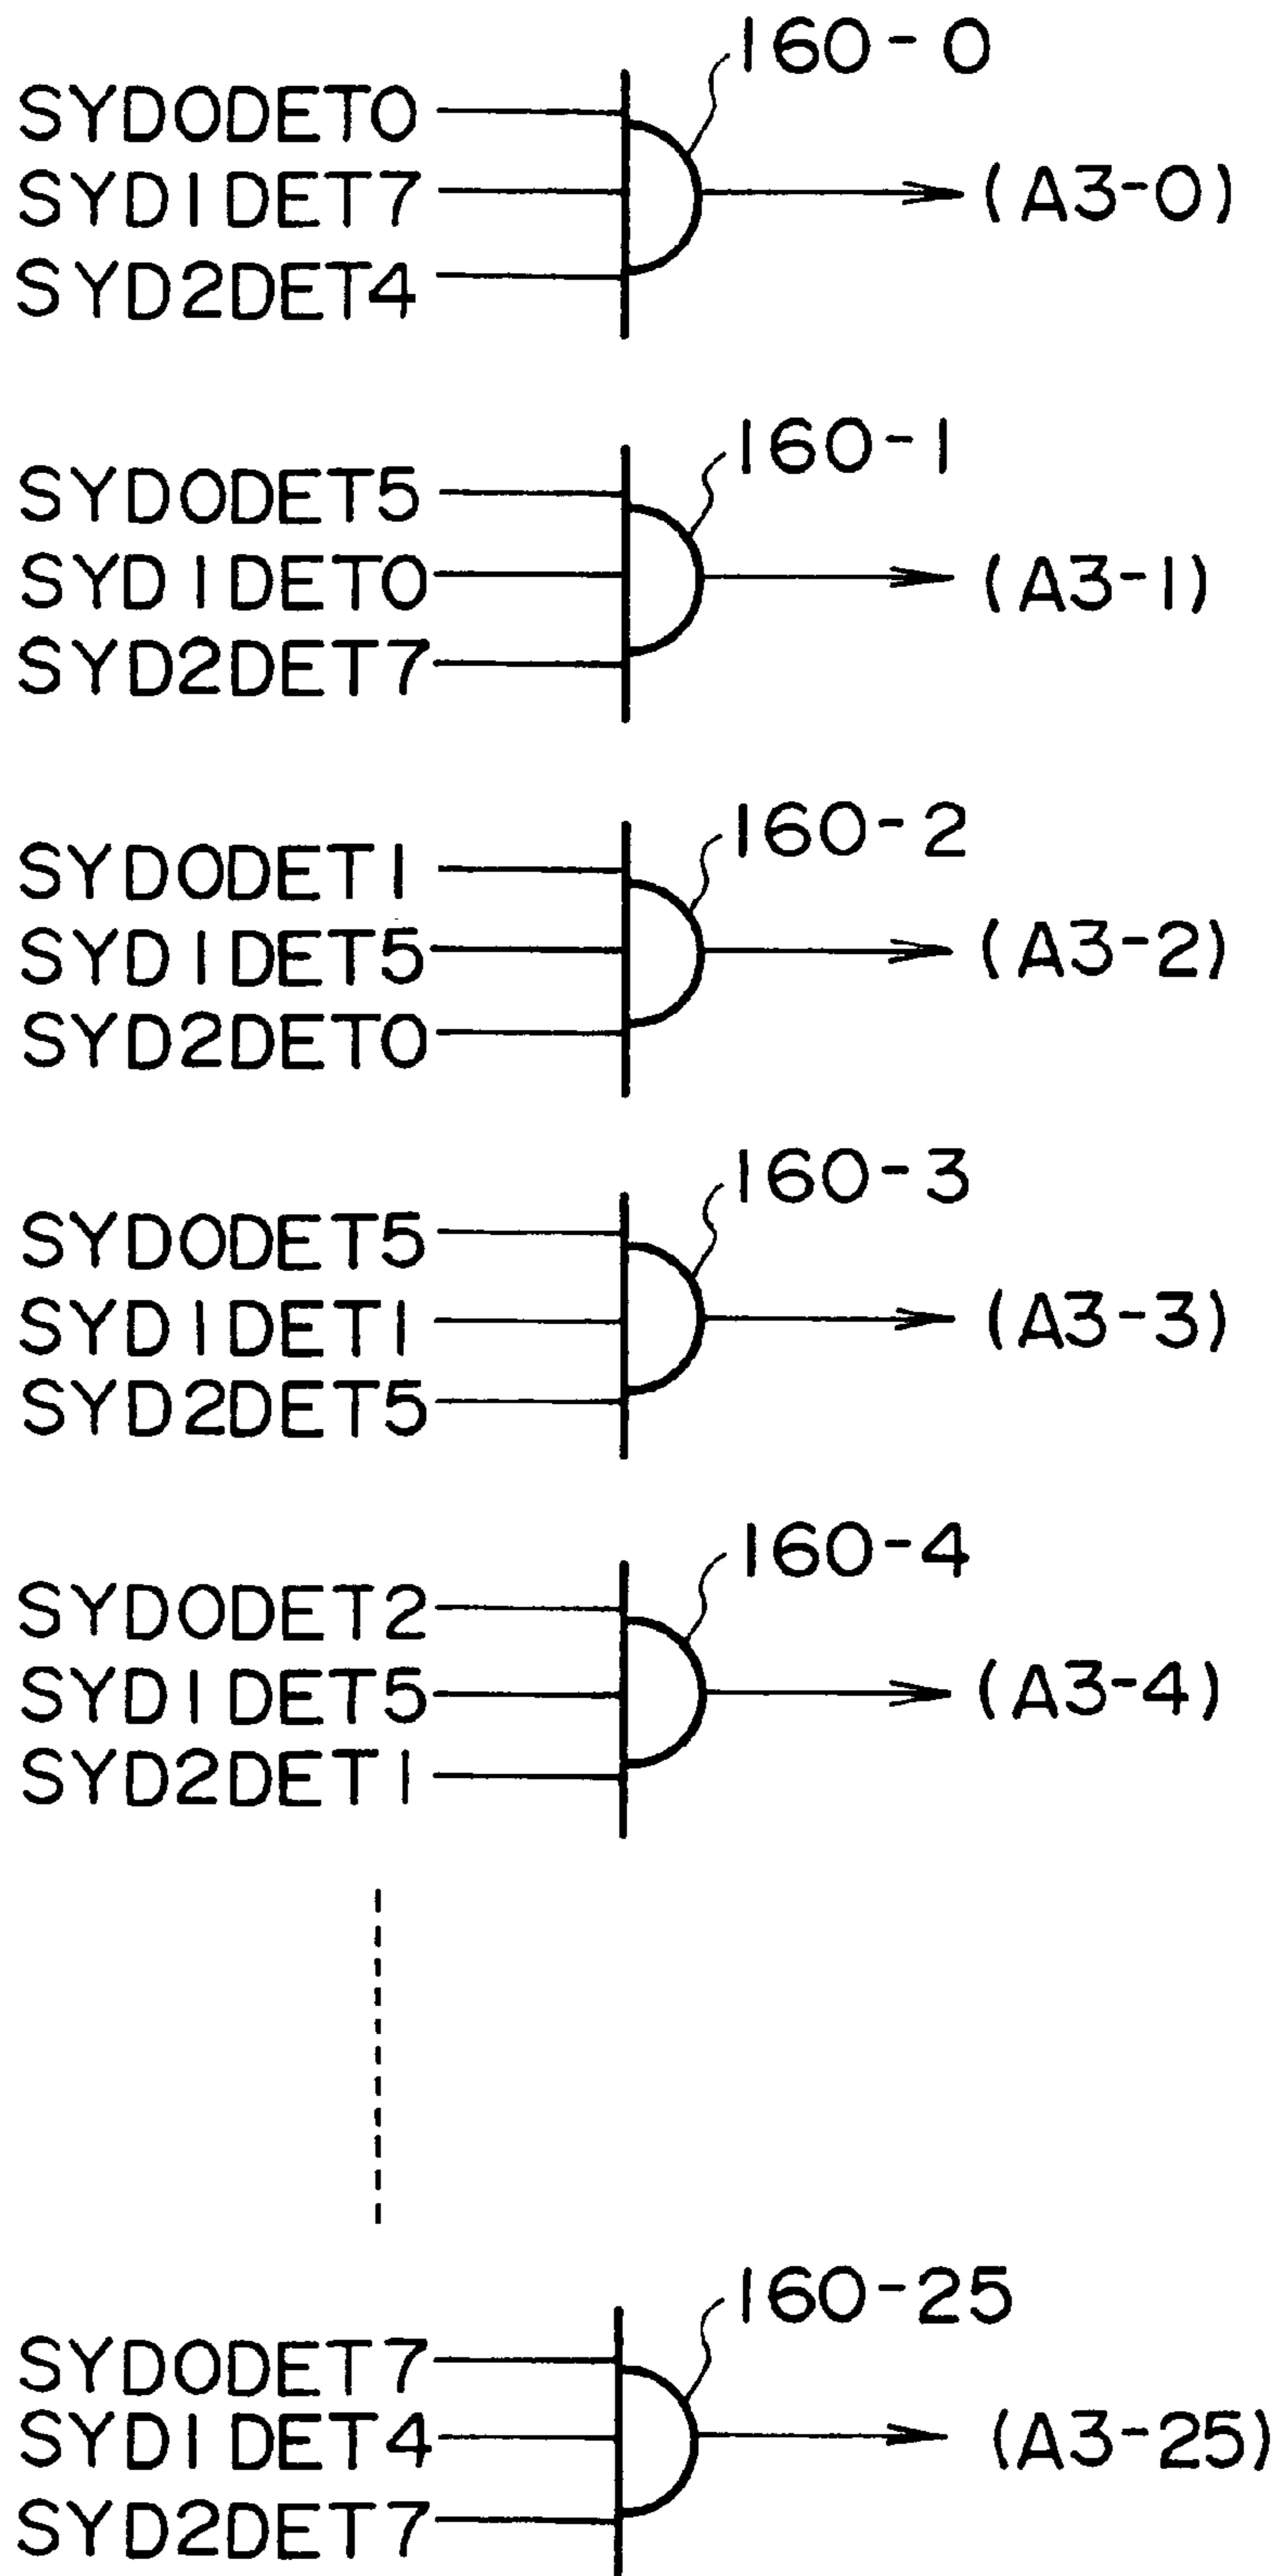 160-0
SYD0DET0
SYD1DET7
(A3-0)
SYD2DET4
160-1
SYD0DET5
SYD1DET0
(A3-1)
SYD2DET7
160-2
SYD0DET1
SYD1DET5
(A3-2)
SYD2DET0
160-3
SYD0DET5
SYD1DET1
(A3-3)
SYD2DET5
160-4
SYD0DET2
SYD1DET5
(A3-4)
SYD2DET1
160-25
SYD0DET7
SYD1DET4
(A3-25)
SYD2DET7